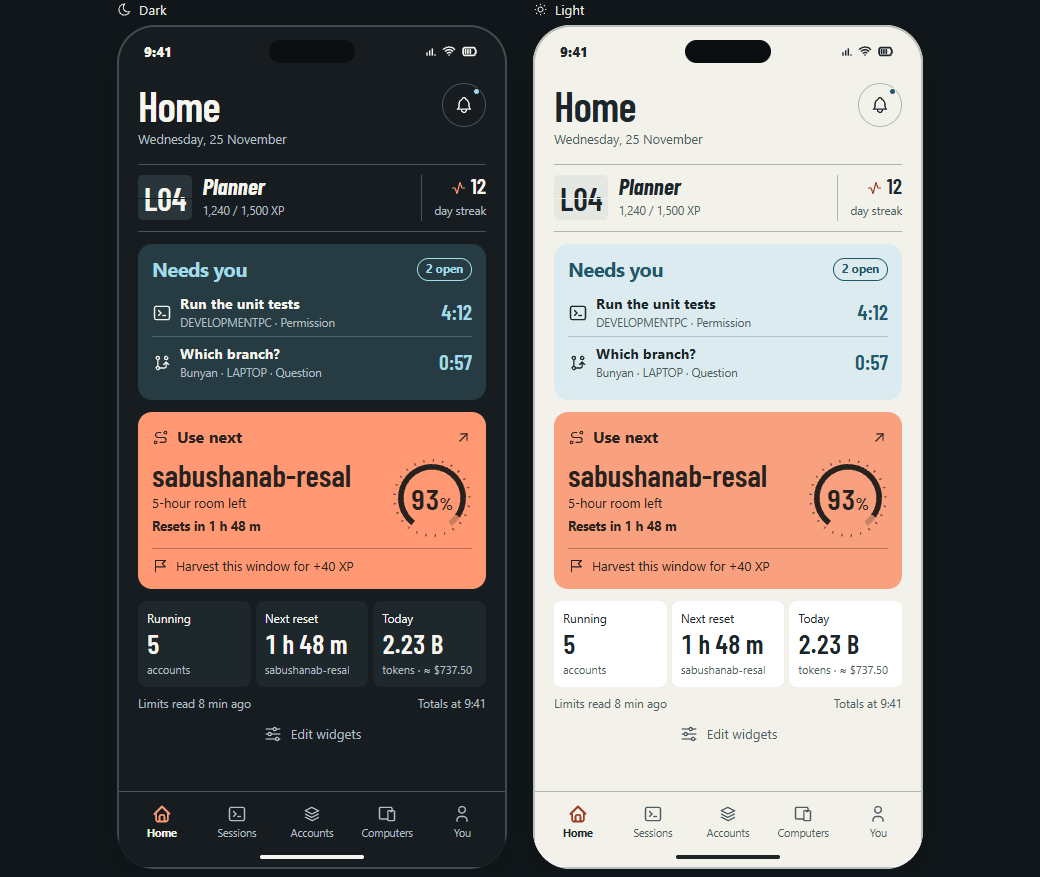 Dark
9:41
Home
Wednesday, 25 November
L04
Planner
1,240 / 1,500 XP
12
day streak
Needs you
2 open
Run the unit tests
DEVELOPMENTPC · Permission
4:12
Which branch?
Bunyan · LAPTOP · Question
0:57
Use next
sabushanab-resal
5-hour room left
Resets in 1 h 48 m
93%
Harvest this window for +40 XP
Running
5
accounts
Next reset
1 h 48 m
sabushanab-resal
Today
2.23 B
tokens · ≈ $737.50
Limits read 8 min ago
Totals at 9:41
Edit widgets
Home
Sessions
Accounts
Computers
You
Light
9:41
Home
Wednesday, 25 November
L04
Planner
1,240 / 1,500 XP
12
day streak
Needs you
2 open
Run the unit tests
DEVELOPMENTPC · Permission
4:12
Which branch?
Bunyan · LAPTOP · Question
0:57
Use next
sabushanab-resal
5-hour room left
Resets in 1 h 48 m
93%
Harvest this window for +40 XP
Running
5
accounts
Next reset
1 h 48 m
sabushanab-resal
Today
2.23 B
tokens · ≈ $737.50
Limits read 8 min ago
Totals at 9:41
Edit widgets
Home
Sessions
Accounts
Computers
You